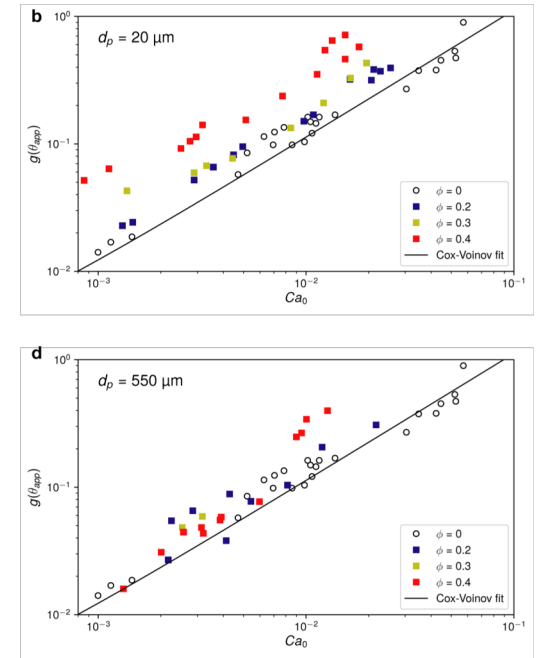 b
d_p = 20 μm
10^0
10^−1
10^−2
g(θ_app)
ϕ = 0
ϕ = 0.2
ϕ = 0.3
ϕ = 0.4
Cox-Voinov fit
10^−3
10^−2
10^−1
Ca_0
d
d_p = 550 μm
10^0
10^−1
10^−2
g(θ_app)
ϕ = 0
ϕ = 0.2
ϕ = 0.3
ϕ = 0.4
Cox-Voinov fit
10^−3
10^−2
10^−1
Ca_0